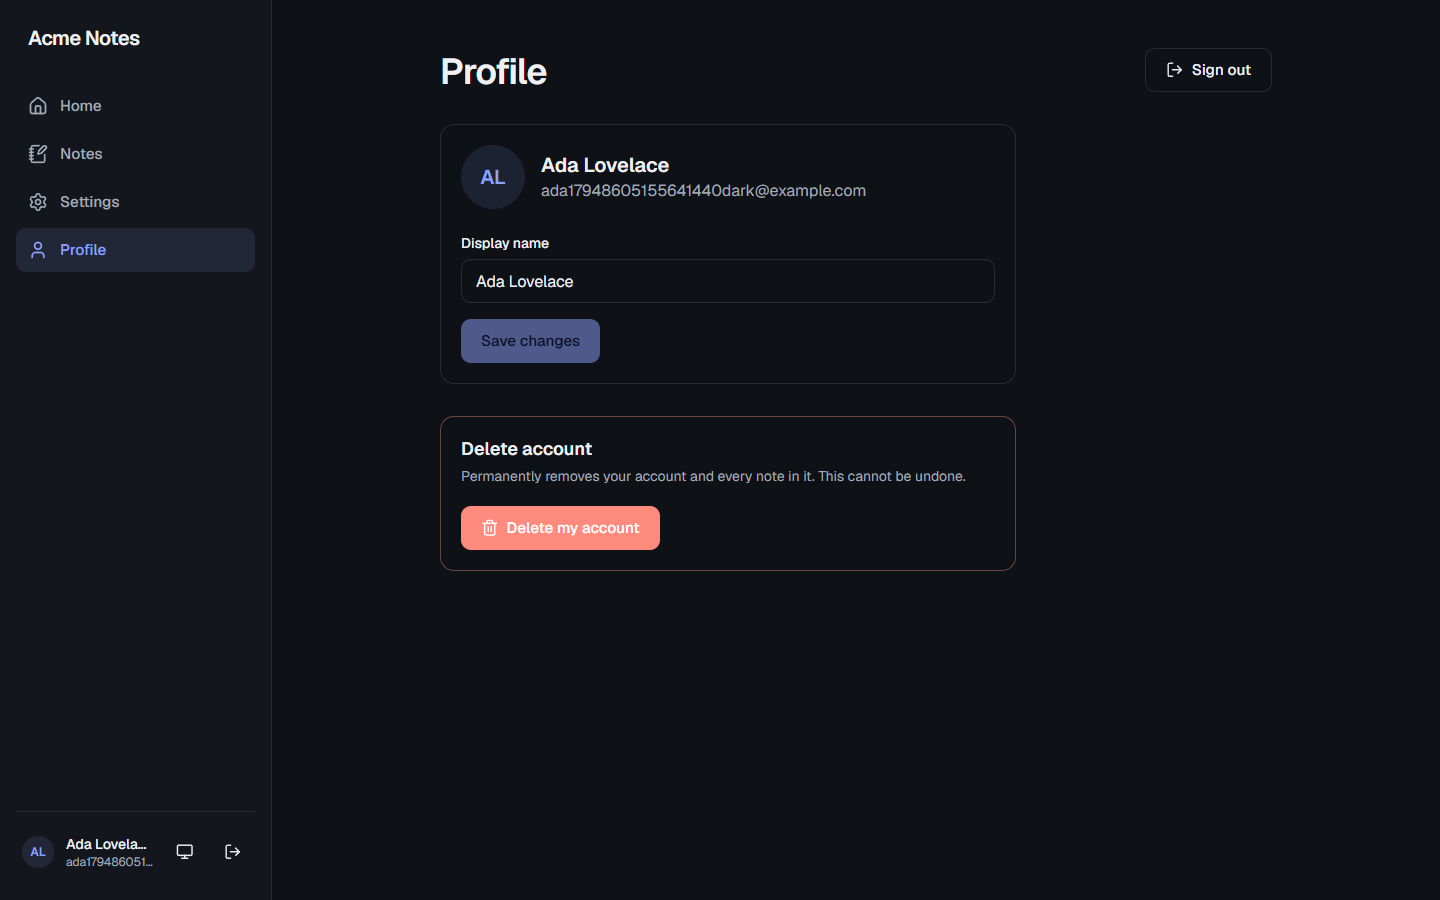 Acme Notes
Home
Notes
Settings
Profile
Profile
Sign out
AL
Ada Lovelace
ada17948605155641440dark@example.com
Display name
Ada Lovelace
Save changes
Delete account
Permanently removes your account and every note in it. This cannot be undone.
Delete my account
AL
Ada Lovela...
ada179486051...